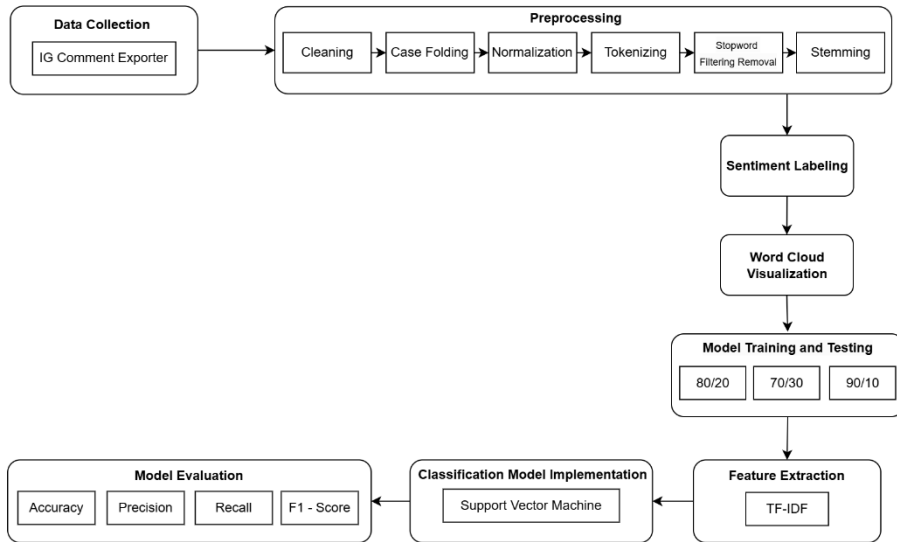 Data Collection
IG Comment Exporter
Preprocessing
Cleaning
Case Folding
Normalization
Tokenizing
Stopword
Filtering Removal
Stemming
Sentiment Labeling
Word Cloud
Visualization
Model Training and Testing
80/20
70/30
90/10
Feature Extraction
TF-IDF
Classification Model Implementation
Support Vector Machine
Model Evaluation
Accuracy
Precision
Recall
F1 - Score